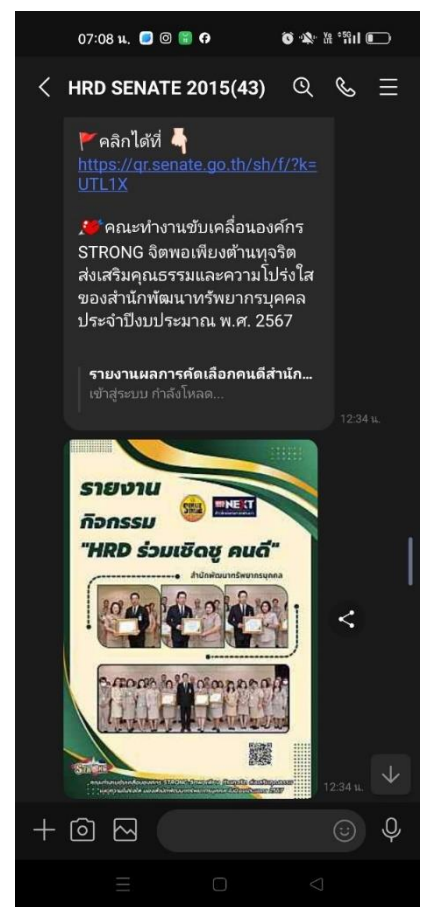 07:08 น.
HRD SENATE 2015(43)
คลิกได้ที่
https://qr.senate.go.th/sh/f/?k=
UTL1X
คณะทำงานขับเคลื่อนองค์กร
STRONG จิตพอเพียงต้านทุจริต
ส่งเสริมคุณธรรมและความโปร่งใส
ของสำนักพัฒนาทรัพยากรบุคคล
ประจำปีงบประมาณ พ.ศ. 2567
รายงานผลการคัดเลือกคนดีสำนัก...
เข้าสู่ระบบ กำลังโหลด...
12:34 น.
รายงาน
กิจกรรม
NEXT
"HRD ร่วมเชิดชู คนดี"
สำนักพัฒนาทรัพยากรบุคคล
12:34 น.